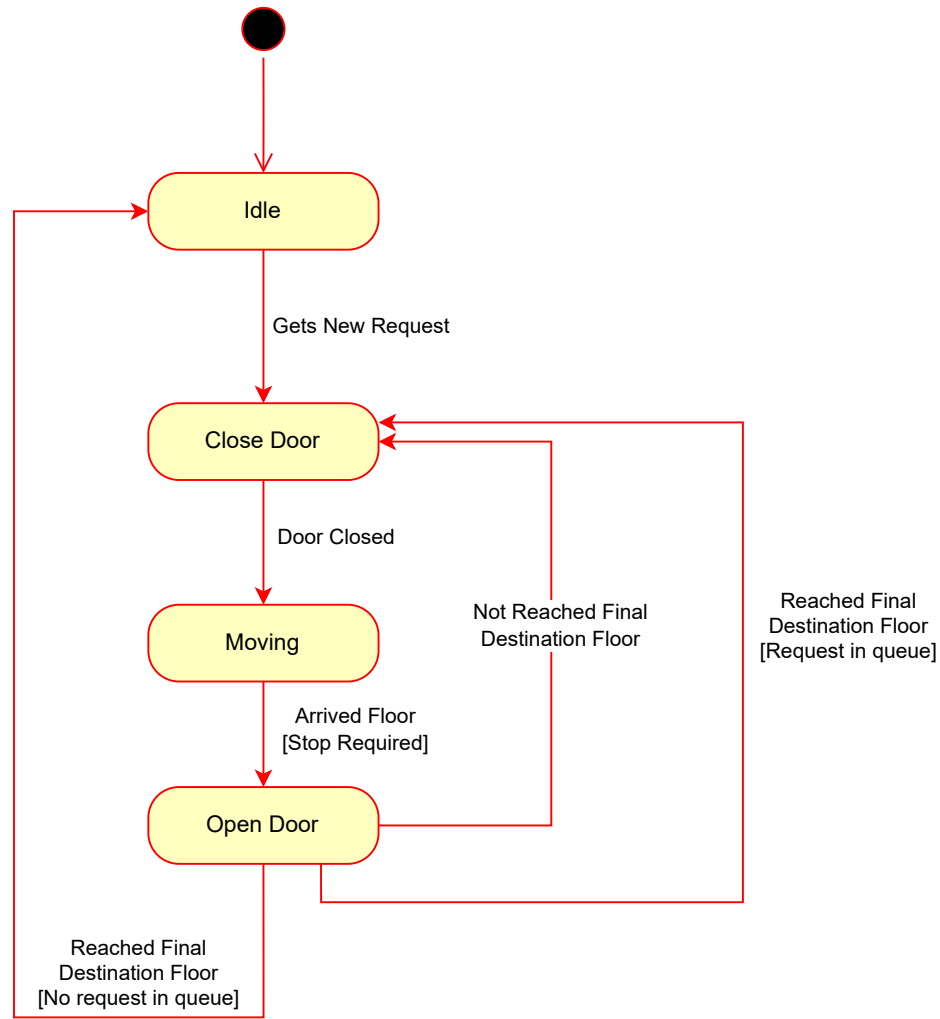 Idle
Gets New Request
Close Door
Door Closed
Not Reached Final
Destination Floor
Reached Final
Destination Floor
[Request in queue]
Moving
Arrived Floor
[Stop Required]
Open Door
Reached Final
Destination Floor
[No request in queue]